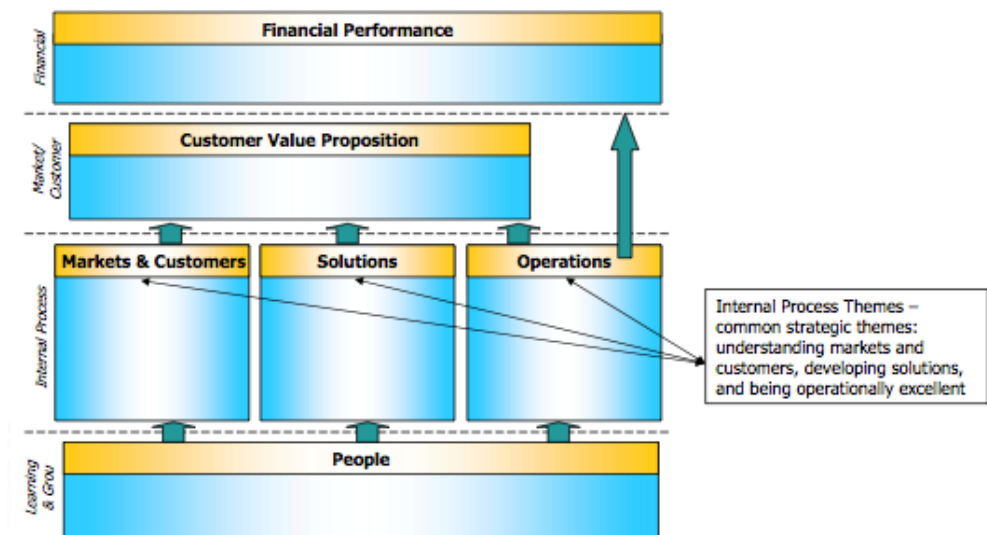 Financial
Financial Performance
Market/
Customer
Customer Value Proposition
Internal Process
Markets & Customers
Solutions
Operations
Internal Process Themes –
common strategic themes:
understanding markets and
customers, developing solutions,
and being operationally excellent
Learning
& Grou
People